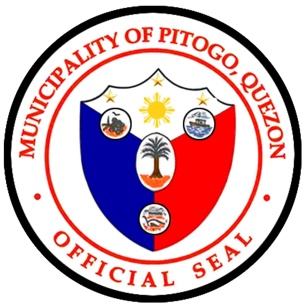 MUNICIPALITY OF PITOGO, QUEZON
• OFFICIAL SEAL •